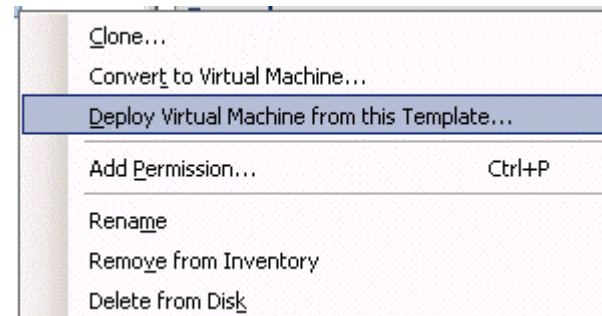 Clone...
Convert to Virtual Machine...
Deploy Virtual Machine from this Template...
Add Permission... Ctrl+P
Rename
Remove from Inventory
Delete from Disk